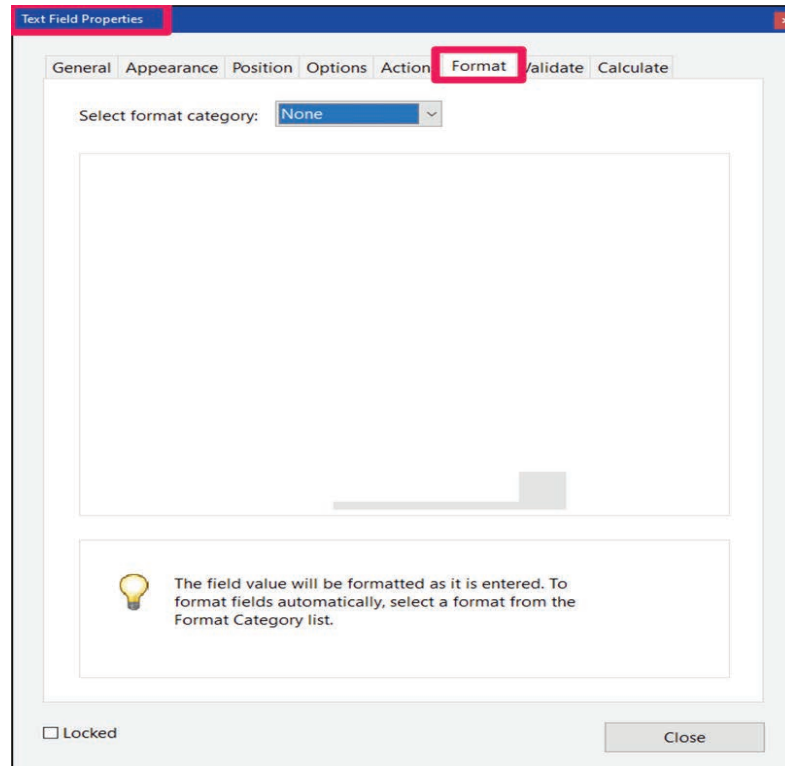 Text Field Properties
General Appearance Position Options Action Format Validate Calculate
Select format category: None
The field value will be formatted as it is entered. To
format fields automatically, select a format from the
Format Category list.
Locked
Close